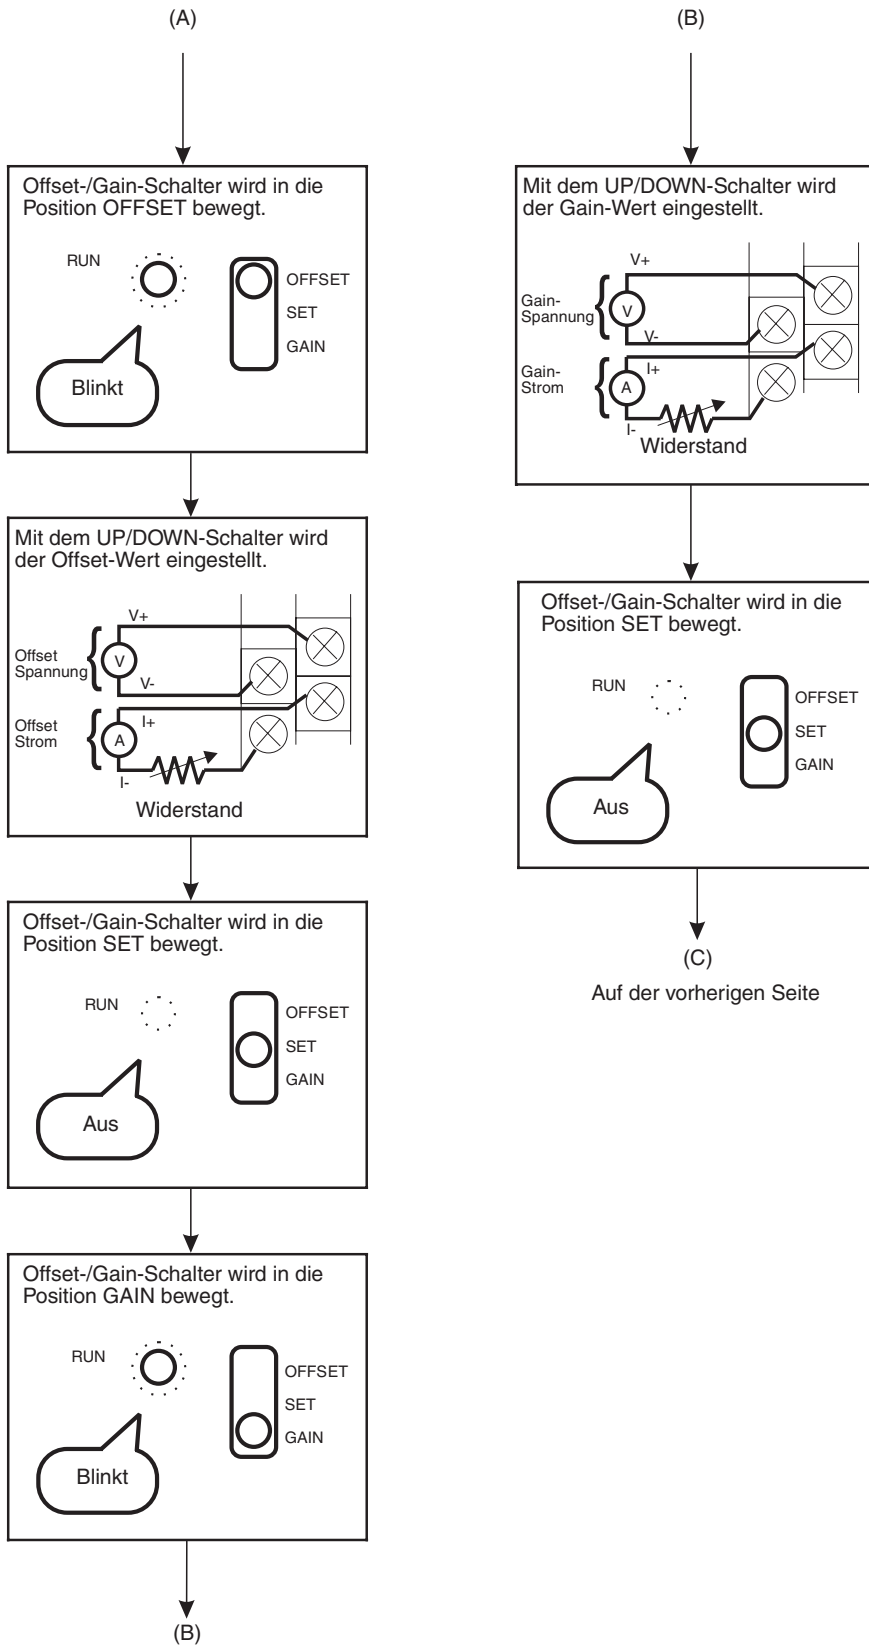 (A)
Offset-/Gain-Schalter wird in die
Position OFFSET bewegt.
RUN
OFFSET
SET
GAIN
Blinkt
Mit dem UP/DOWN-Schalter wird
der Offset-Wert eingestellt.
V+
Offset
Spannung
V
V-
I+
Offset
Strom
A
I-
Widerstand
Offset-/Gain-Schalter wird in die
Position SET bewegt.
RUN
OFFSET
SET
GAIN
Aus
Offset-/Gain-Schalter wird in die
Position GAIN bewegt.
RUN
OFFSET
SET
GAIN
Blinkt
(B)
(B)
Mit dem UP/DOWN-Schalter wird
der Gain-Wert eingestellt.
V+
Gain-
Spannung
V
V-
I+
Gain-
Strom
A
I-
Widerstand
Offset-/Gain-Schalter wird in die
Position SET bewegt.
RUN
OFFSET
SET
GAIN
Aus
(C)
Auf der vorherigen Seite